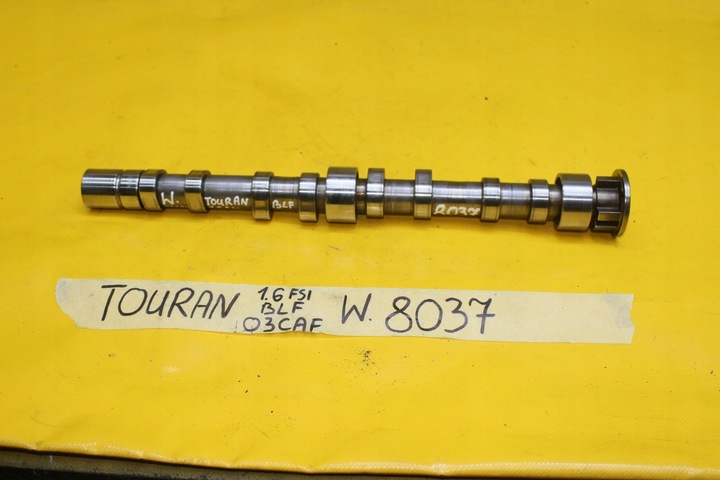 W. TOURAN BLF 8037
TOURAN 1.6 FSI W. 8037
BLF
03CAF